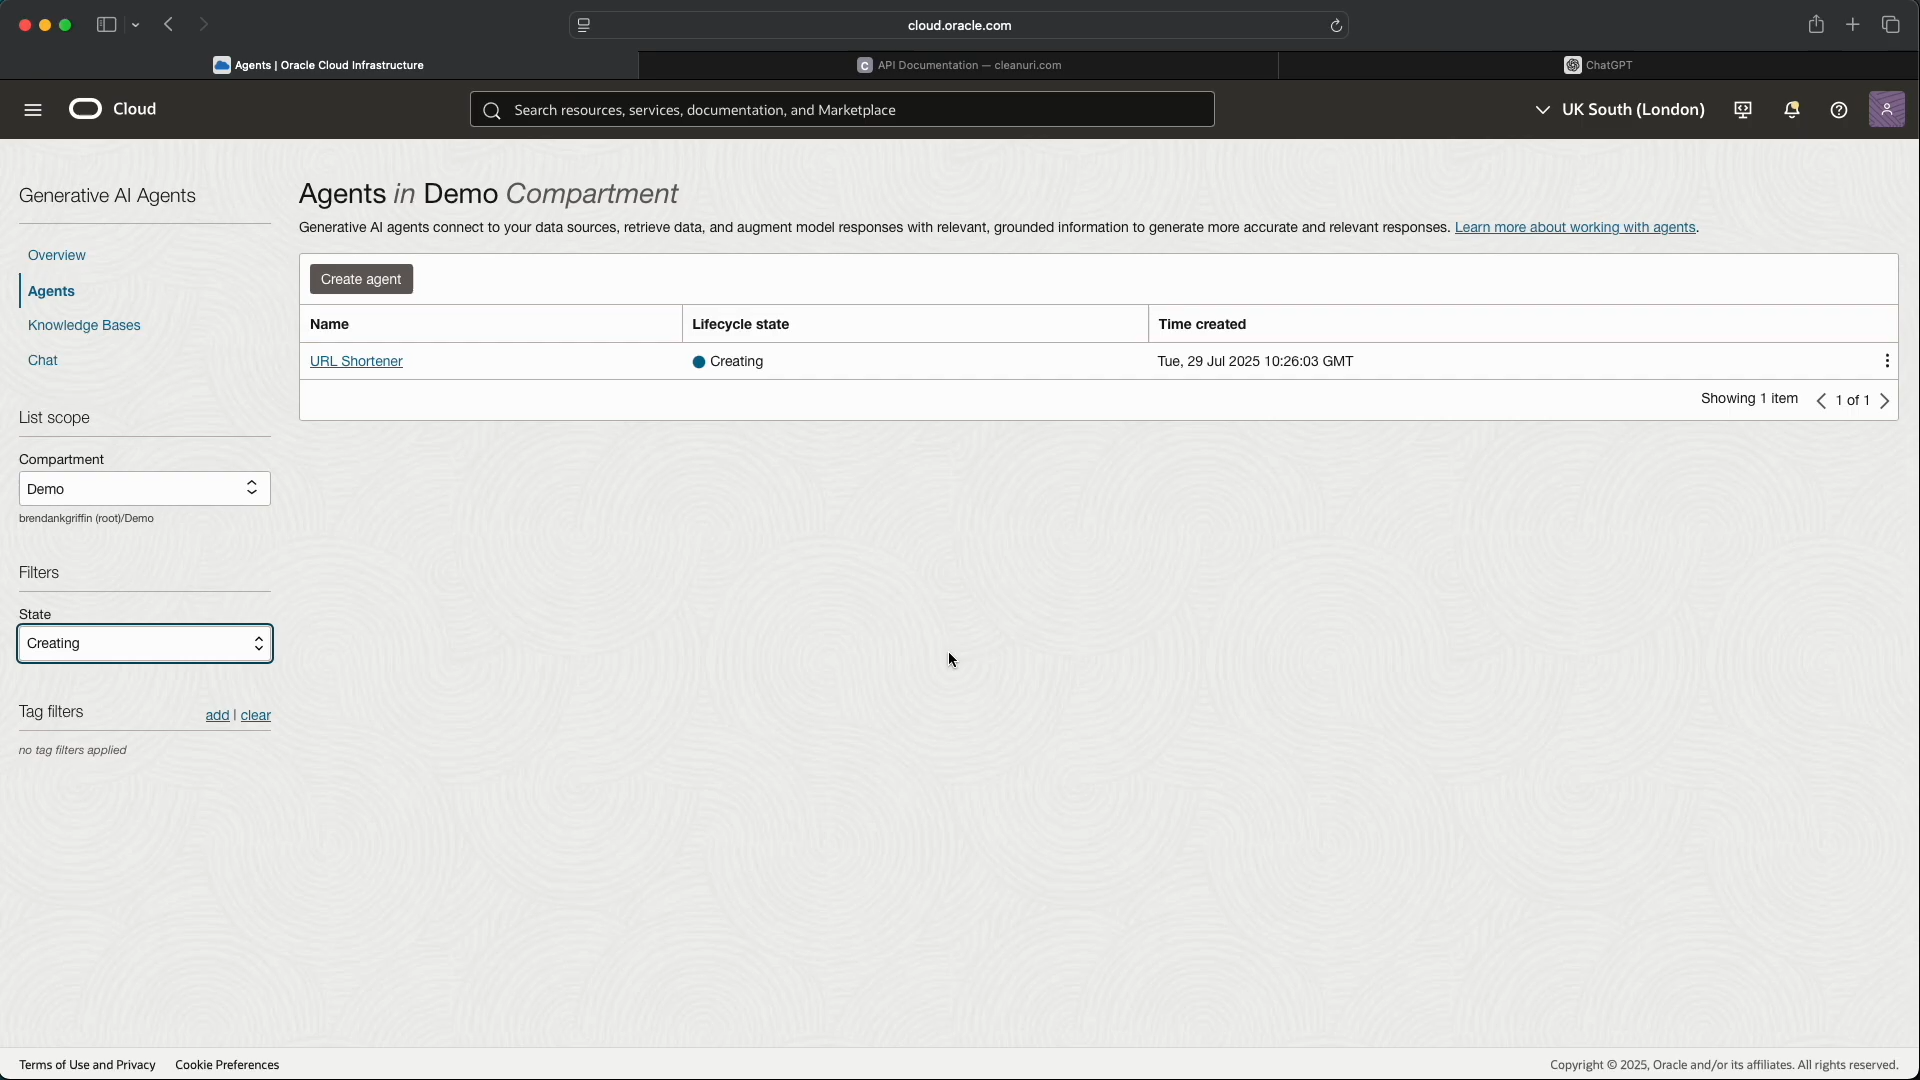 cloud.oracle.com
Agents | Oracle Cloud Infrastructure
C API Documentation — cleanuri.com
ChatGPT
Cloud
Search resources, services, documentation, and Marketplace
UK South (London)
Generative AI Agents
Overview
Agents
Knowledge Bases
Chat
List scope
Compartment
Demo
brendankgriffin (root)/Demo
Filters
State
Creating
Tag filters
add | clear
no tag filters applied
Agents in Demo Compartment
Generative AI agents connect to your data sources, retrieve data, and augment model responses with relevant, grounded information to generate more accurate and relevant responses. Learn more about working with agents.
Create agent
Name Lifecycle state Time created
URL Shortener Creating Tue, 29 Jul 2025 10:26:03 GMT
Showing 1 item 1 of 1
Terms of Use and Privacy Cookie Preferences
Copyright © 2025, Oracle and/or its affiliates. All rights reserved.